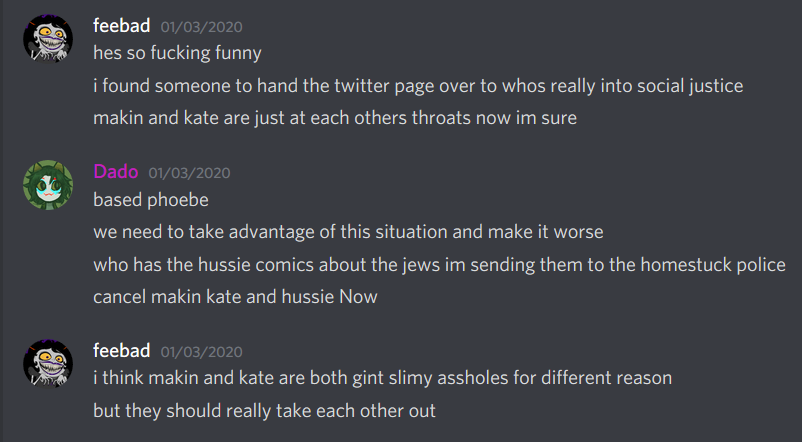 feebad 01/03/2020
hes so fucking funny
i found someone to hand the twitter page over to whos really into social justice
makin and kate are just at each others throats now im sure
Dado 01/03/2020
based phoebe
we need to take advantage of this situation and make it worse
who has the hussie comics about the jews im sending them to the homestuck police
cancel makin kate and hussie Now
feebad 01/03/2020
i think makin and kate are both gint slimy assholes for different reason
but they should really take each other out